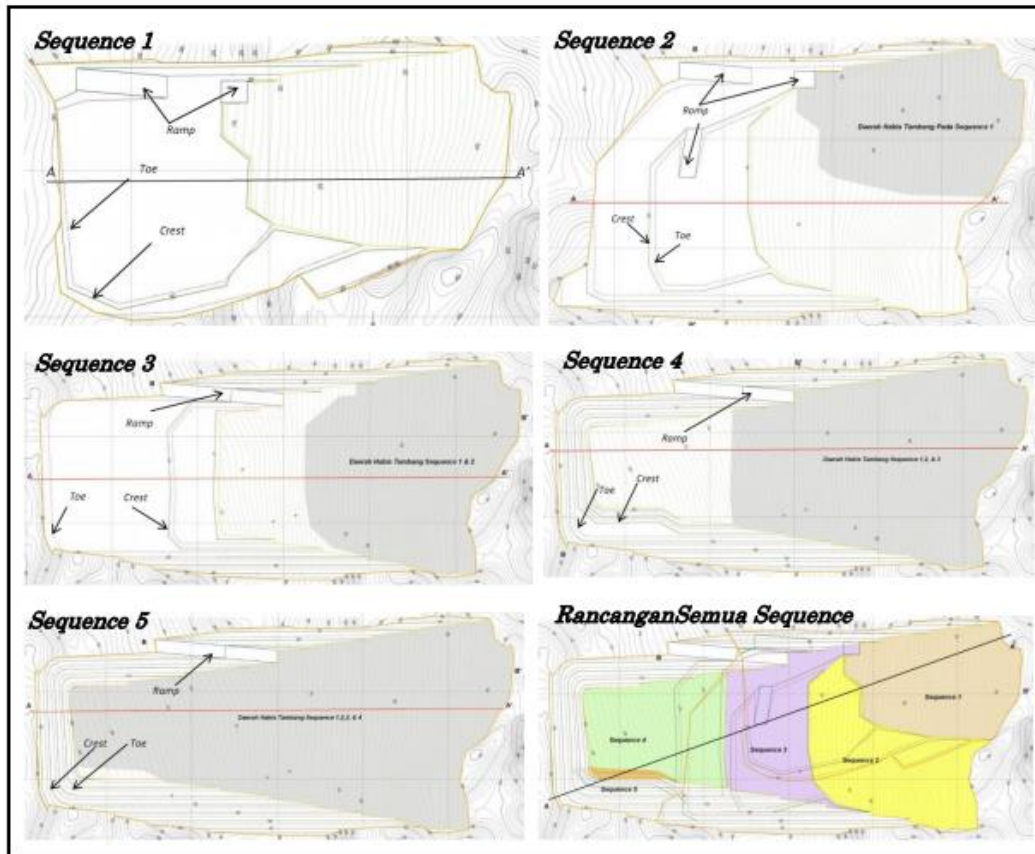 Sequence 1
Ramp
A
A'
Toe
Crest
Sequence 2
Ramp
Daerah Habis Tambang Pada Sequence 1
A
A'
Crest
Toe
Sequence 3
Ramp
Daerah Habis Tambang Sequence 1 & 2
A
A'
Toe
Crest
Sequence 4
Ramp
A
A'
Daerah Habis Tambang Sequence 1,2, & 3
Toe
Crest
Sequence 5
Ramp
A
A'
Daerah Habis Tambang Sequence 1,2,3, & 4
Crest
Toe
RancanganSemua Sequence
Sequence 1
Sequence 4
Sequence 3
Sequence 2
Sequence 5
A